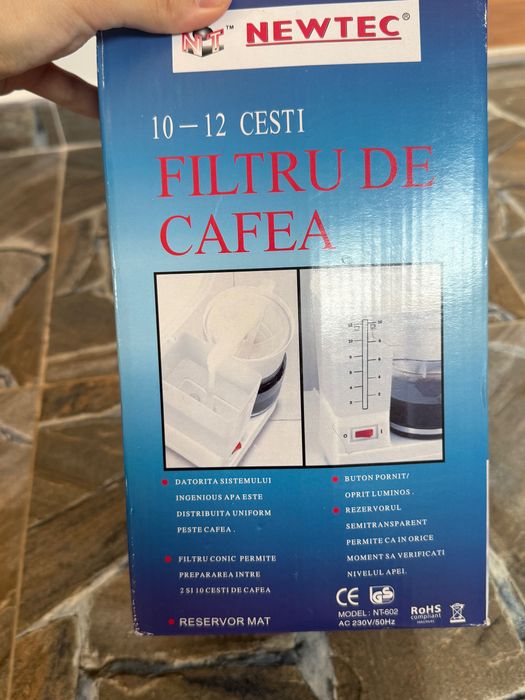 NT™ NEWTEC®
10 – 12 CESTI
FILTRU DE
CAFEA
DATORITA SISTEMULUI
INGENIOUS APA ESTE
DISTRIBUITA UNIFORM
PESTE CAFEA .
FILTRU CONIC PERMITE
PREPARAREA INTRE
2 SI 10 CESTI DE CAFEA
RESERVOR MAT
BUTON PORNIT/
OPRIT LUMINOS .
REZERVORUL
SEMITRANSPARENT
PERMITE CA IN ORICE
MOMENT SA VERIFICATI
NIVELUL APEI.
CE GS
MODEL : NT-602
AC 230V/50Hz
RoHS
compliant